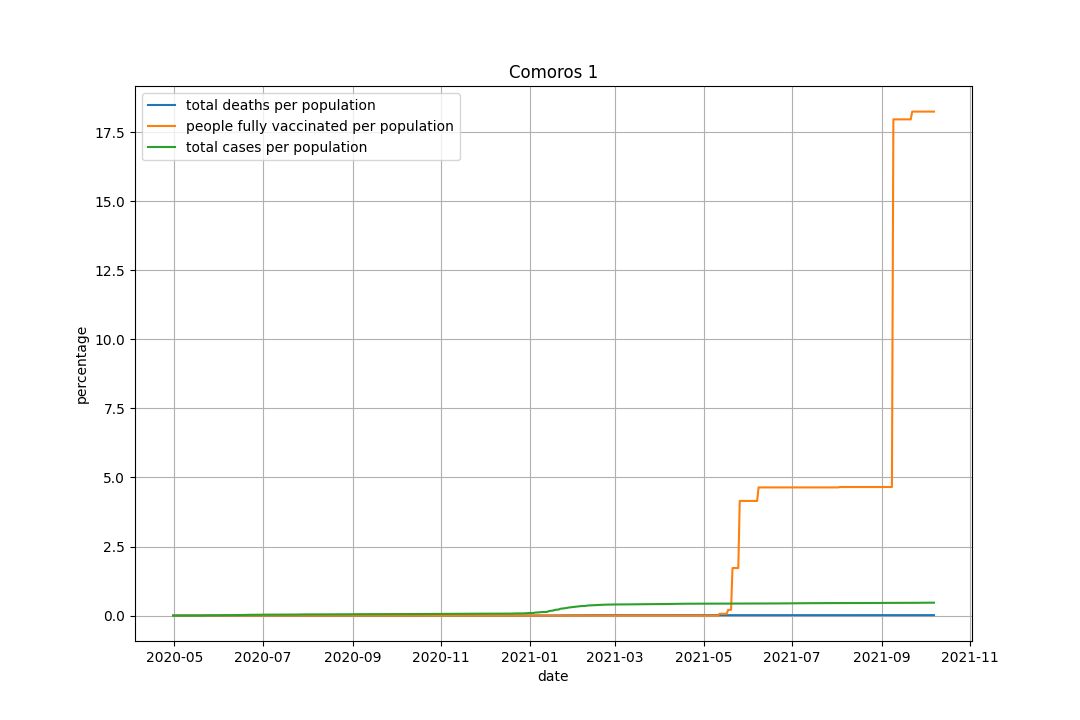 Comoros 1
total deaths per population
people fully vaccinated per population
total cases per population
percentage
17.5
15.0
12.5
10.0
7.5
5.0
2.5
0.0
2020-05 2020-07 2020-09 2020-11 2021-01 2021-03 2021-05 2021-07 2021-09 2021-11
date